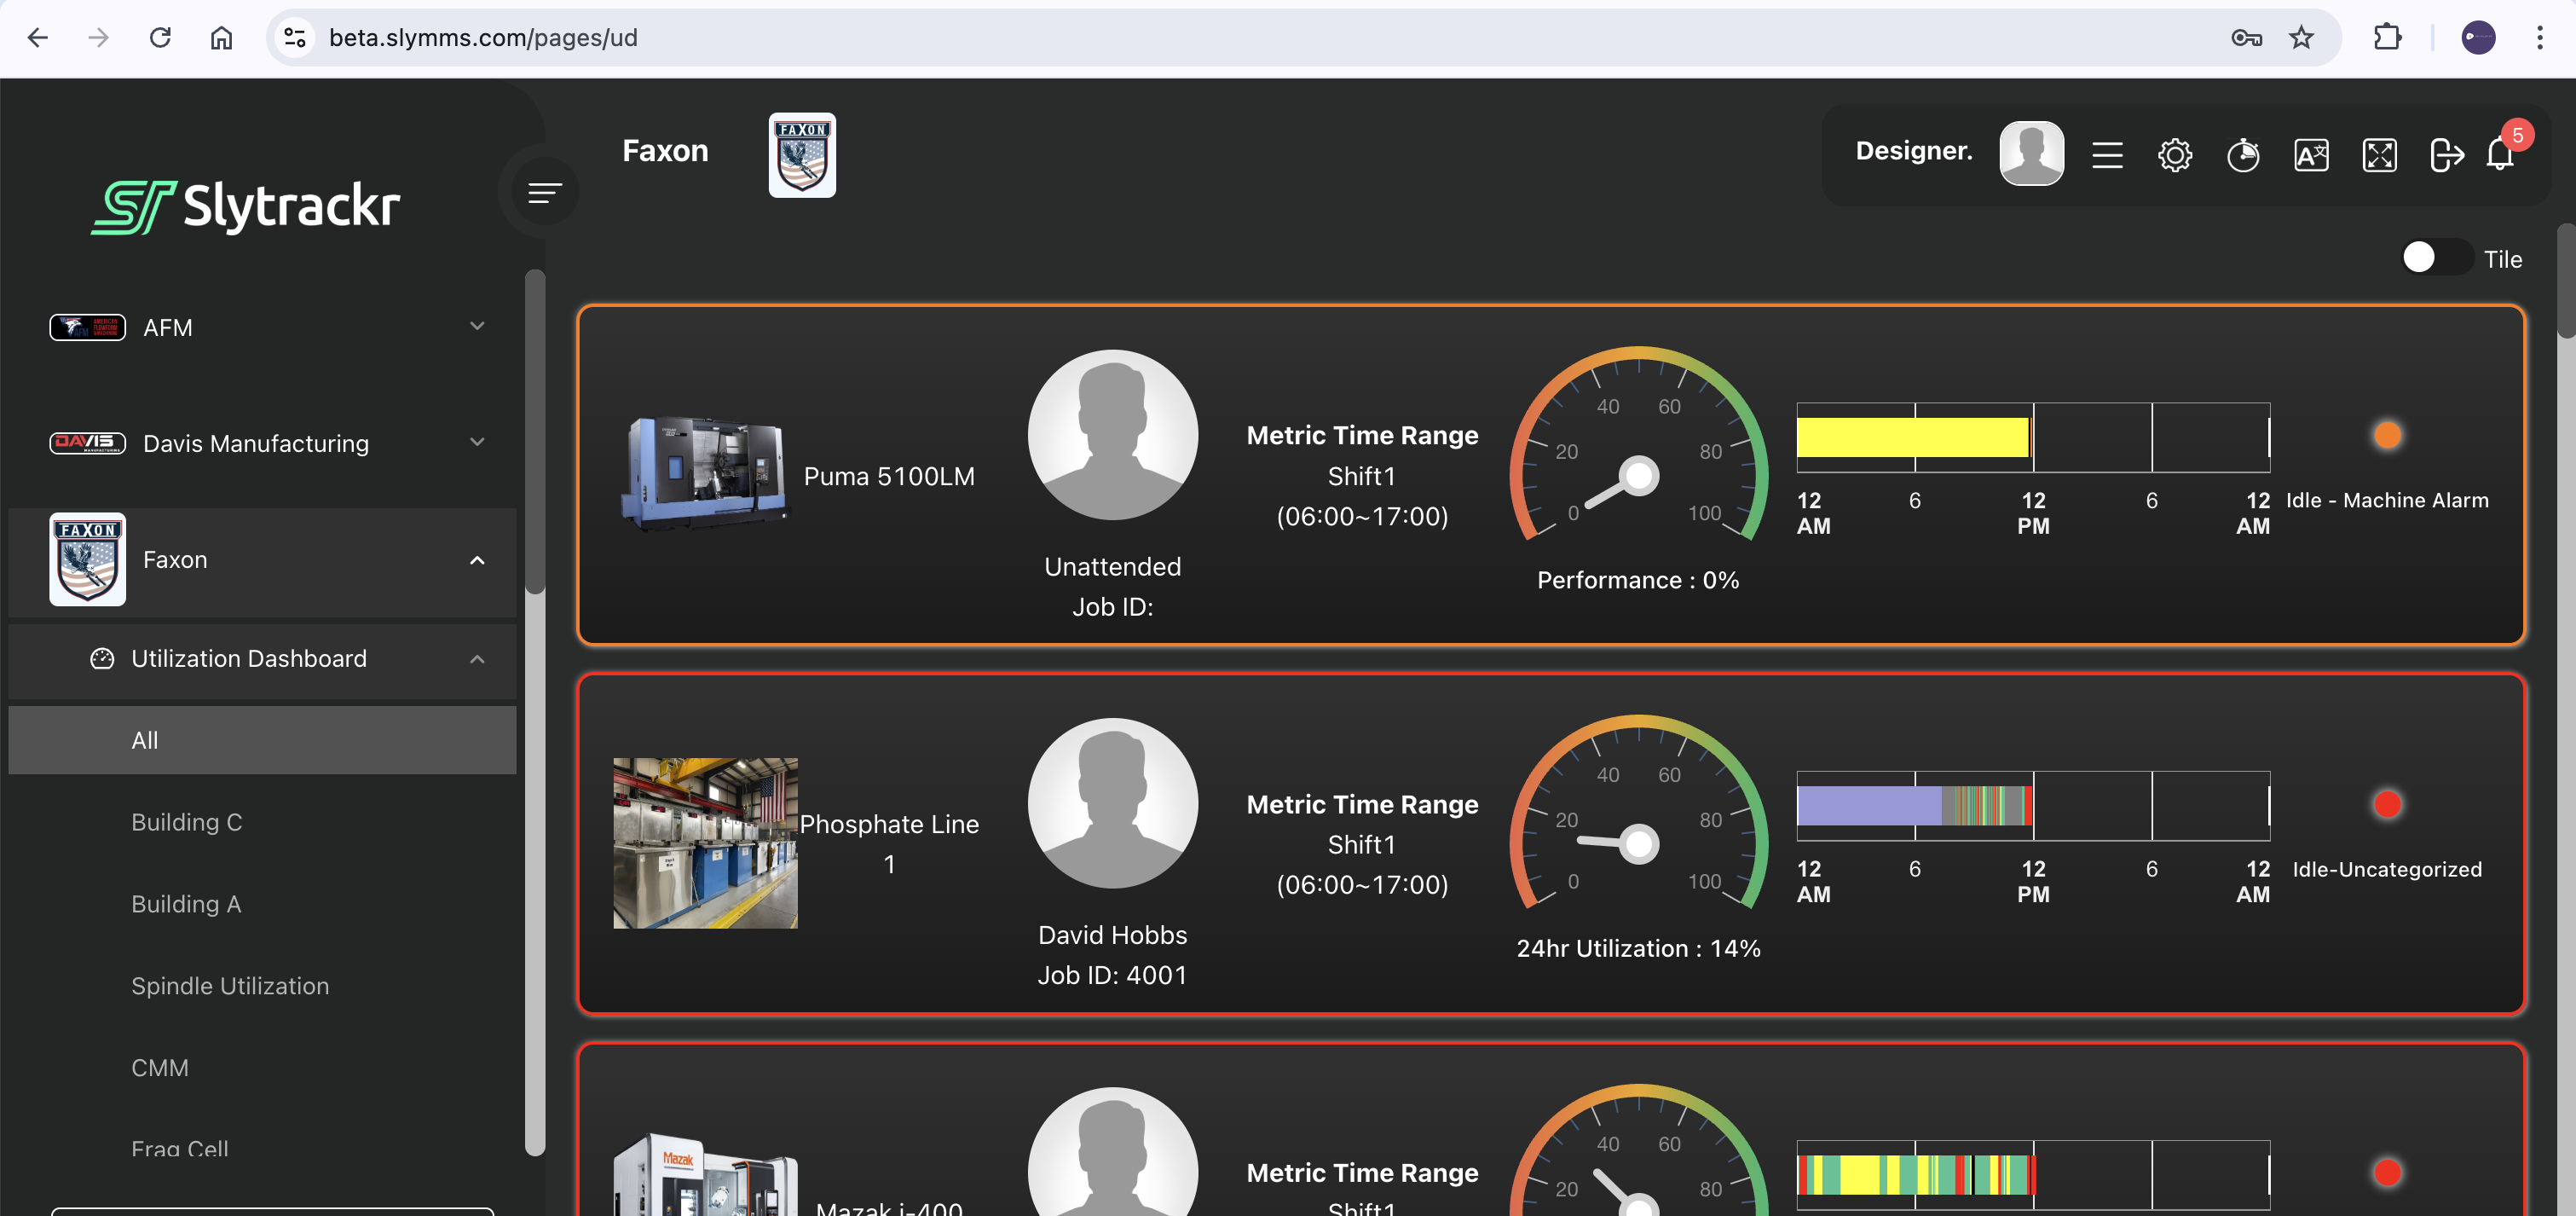 beta.slymms.com/pages/ud
Slytrackr
Faxon
FAXON
Designer.
5
Tile
AFM
DAVIS
Davis Manufacturing
FAXON
Faxon
Utilization Dashboard
All
Building C
Building A
Spindle Utilization
CMM
Frag Cell
Puma 5100LM
Unattended
Job ID:
Metric Time Range
Shift1
(06:00~17:00)
0 20 40 60 80 100
Performance : 0%
12 AM 6 12 PM 6 12 AM
Idle - Machine Alarm
Phosphate Line
1
David Hobbs
Job ID: 4001
Metric Time Range
Shift1
(06:00~17:00)
0 20 40 60 80 100
24hr Utilization : 14%
12 AM 6 12 PM 6 12 AM
Idle-Uncategorized
Mazak
Mazak i-400
Metric Time Range
Shift1
20 40 60 80